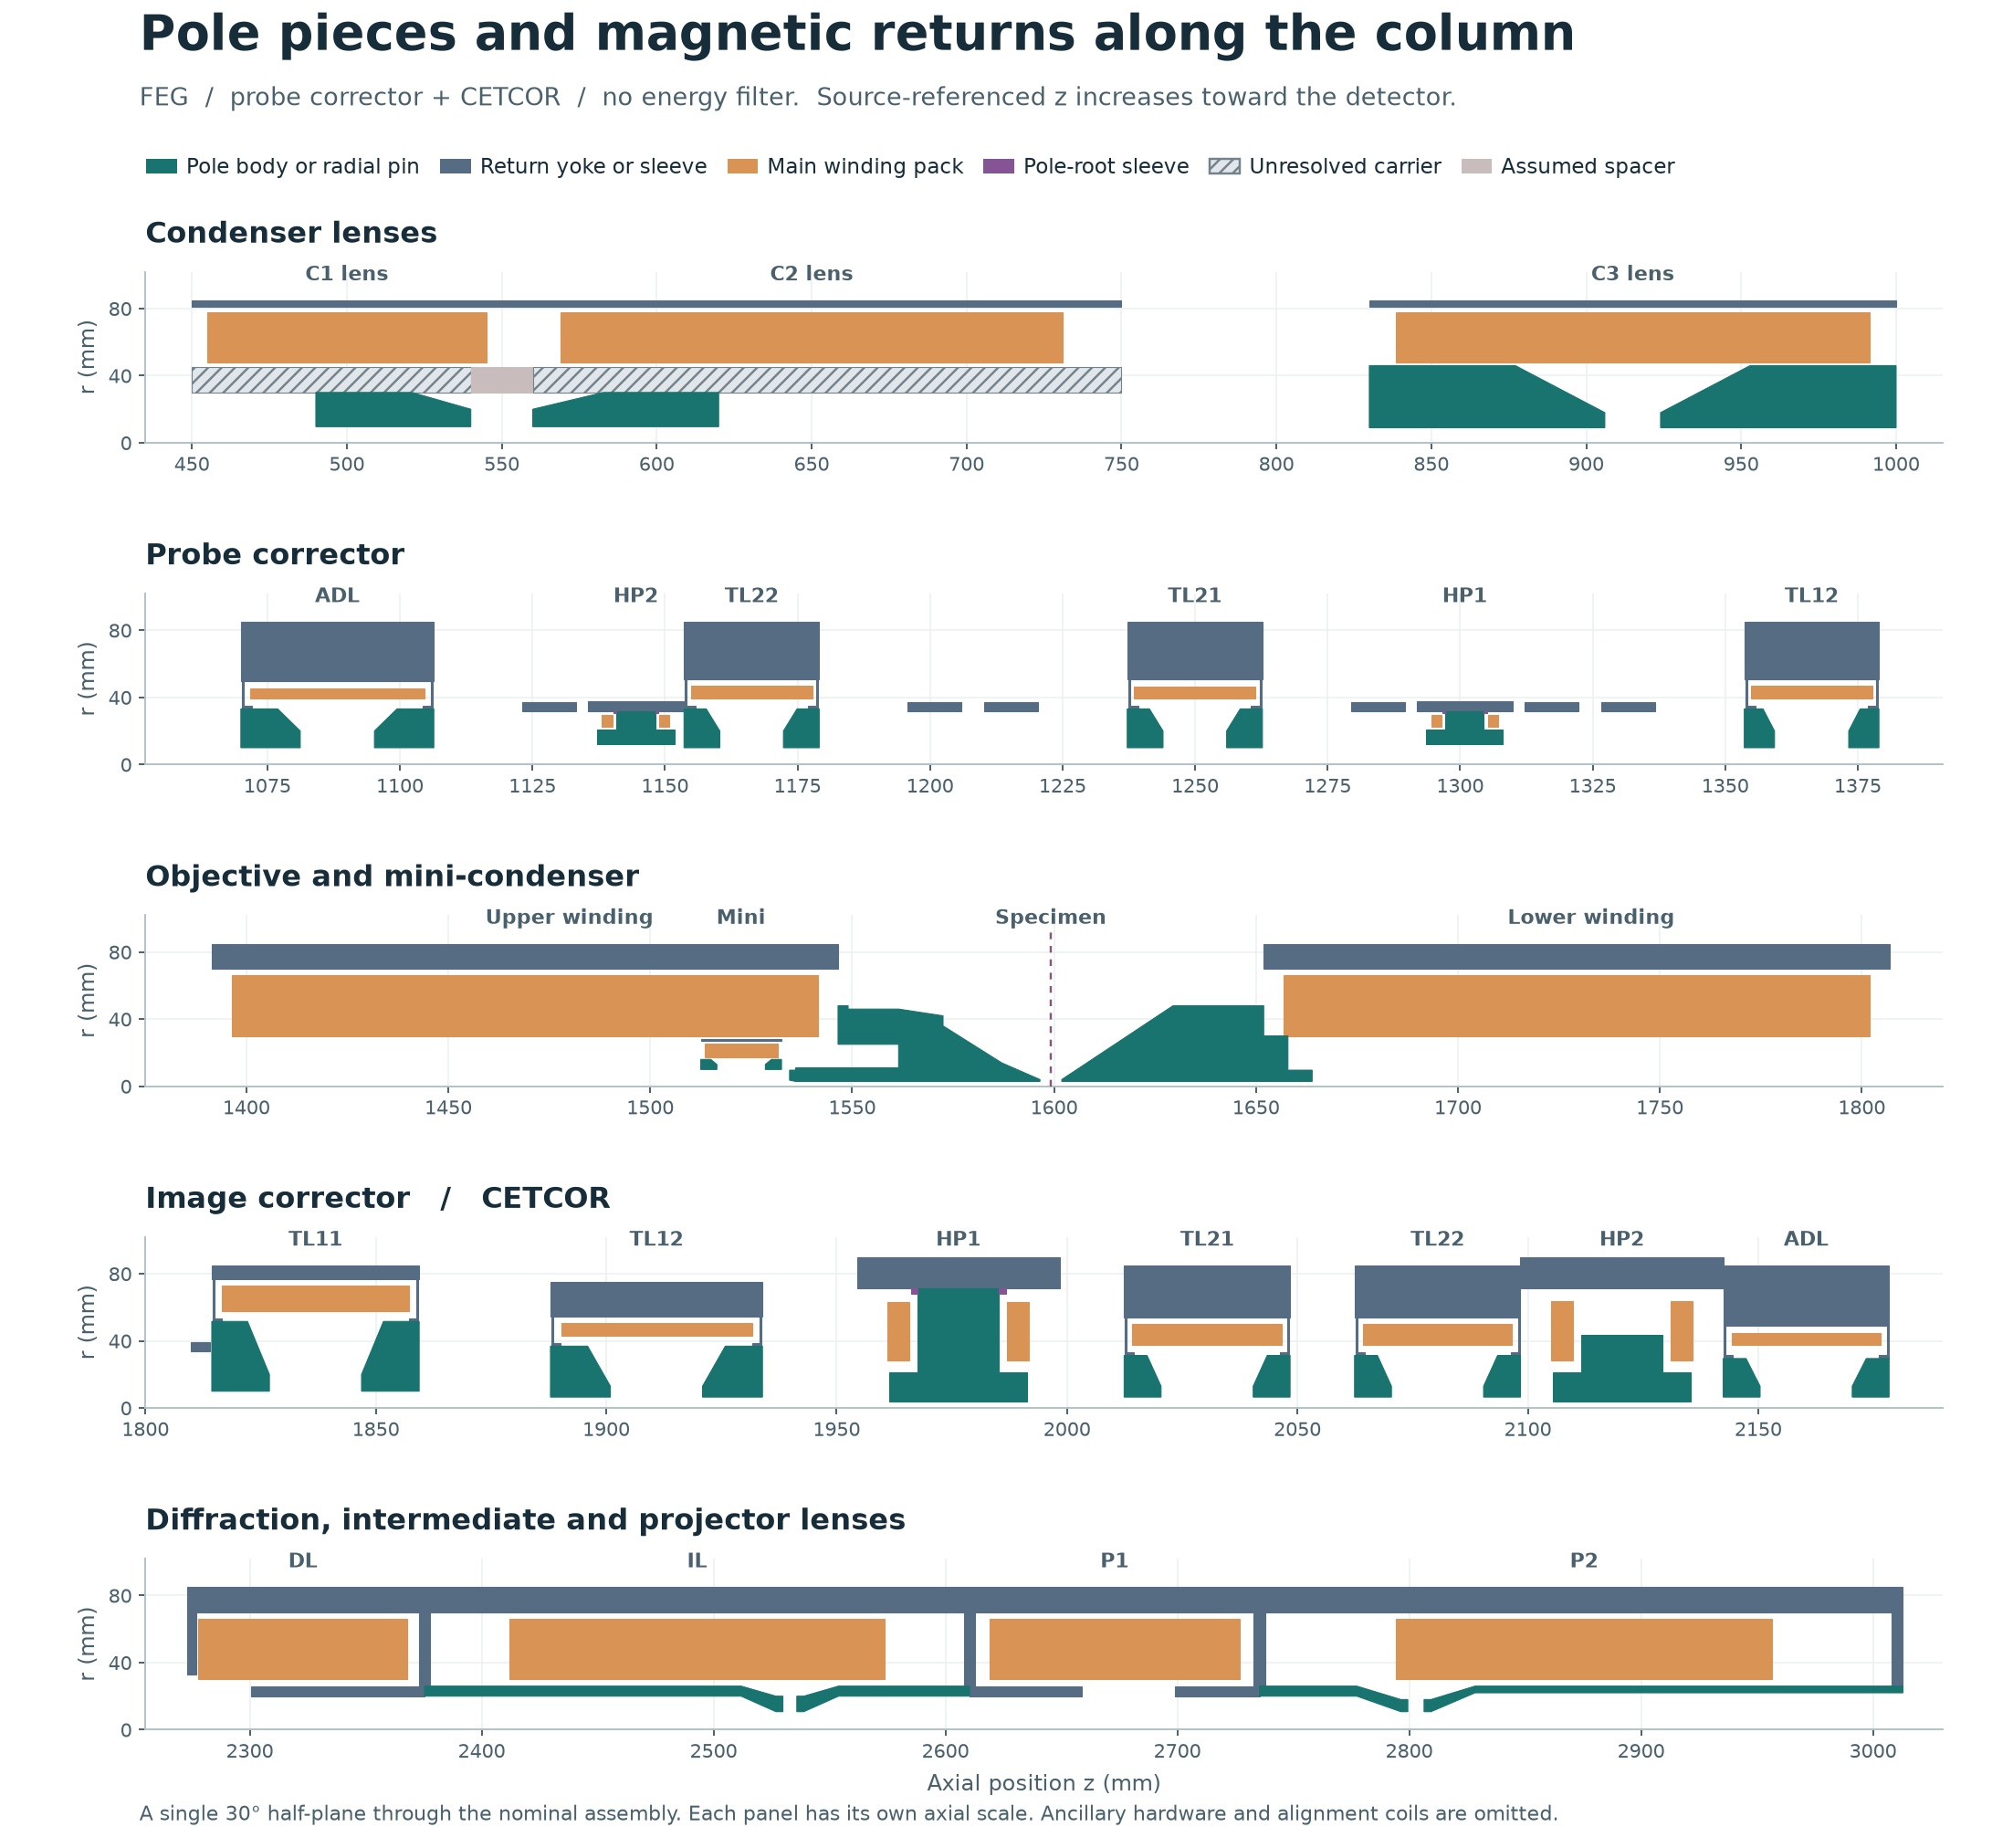 Pole pieces and magnetic returns along the column
FEG / probe corrector + CETCOR / no energy filter. Source-referenced z increases toward the detector.
Pole body or radial pin Return yoke or sleeve Main winding pack Pole-root sleeve Unresolved carrier Assumed spacer
Condenser lenses
C1 lens C2 lens C3 lens
r (mm)
80
40
0
450 500 550 600 650 700 750 800 850 900 950 1000
Probe corrector
ADL HP2 TL22 TL21 HP1 TL12
r (mm)
80
40
0
1075 1100 1125 1150 1175 1200 1225 1250 1275 1300 1325 1350 1375
Objective and mini-condenser
Upper winding Mini Specimen Lower winding
r (mm)
80
40
0
1400 1450 1500 1550 1600 1650 1700 1750 1800
Image corrector / CETCOR
TL11 TL12 HP1 TL21 TL22 HP2 ADL
r (mm)
80
40
0
1800 1850 1900 1950 2000 2050 2100 2150
Diffraction, intermediate and projector lenses
DL IL P1 P2
r (mm)
80
40
0
2300 2400 2500 2600 2700 2800 2900 3000
Axial position z (mm)
A single 30° half-plane through the nominal assembly. Each panel has its own axial scale. Ancillary hardware and alignment coils are omitted.